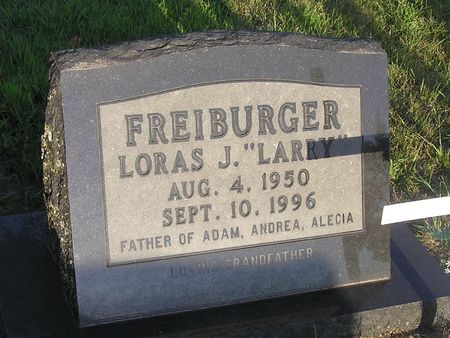 FREIBURGER
LORAS J. "LARRY"
AUG. 4, 1950
SEPT. 10, 1996
FATHER OF ADAM, ANDREA, ALECIA
LOVING GRANDFATHER